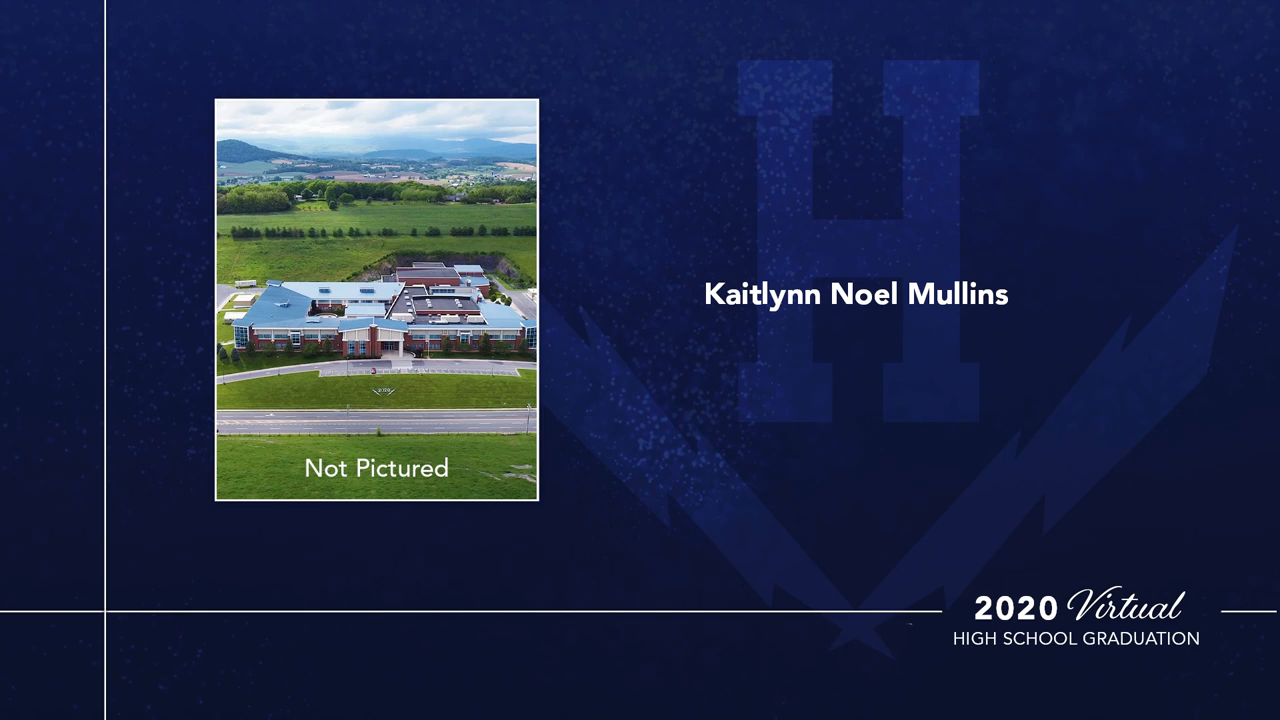 Kaitlynn Noel Mullins
Not Pictured
2020 Virtual
HIGH SCHOOL GRADUATION
H